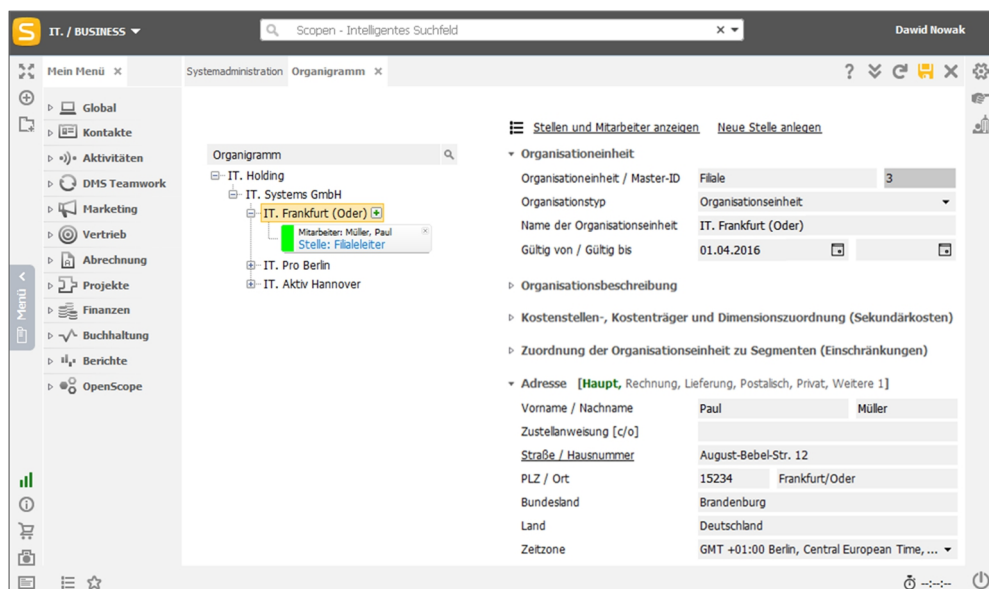 S IT. / BUSINESS
Scopen - Intelligentes Suchfeld
Dawid Nowak
Mein Menü
Systemadministration Organigramm
Global
Kontakte
Aktivitäten
DMS Teamwork
Marketing
Vertrieb
Abrechnung
Projekte
Finanzen
Buchhaltung
Berichte
OpenScope
Menü
Organigramm
IT. Holding
IT. Systems GmbH
IT. Frankfurt (Oder)
Mitarbeiter: Müller, Paul
Stelle: Filialeleiter
IT. Pro Berlin
IT. Aktiv Hannover
Stellen und Mitarbeiter anzeigen Neue Stelle anlegen
Organisationeinheit
Organisationeinheit / Master-ID Filiale 3
Organisationstyp Organisationseinheit
Name der Organisationseinheit IT. Frankfurt (Oder)
Gültig von / Gültig bis 01.04.2016
Organisationsbeschreibung
Kostenstellen-, Kostenträger und Dimensionszuordnung (Sekundärkosten)
Zuordnung der Organisationseinheit zu Segmenten (Einschränkungen)
Adresse [Haupt, Rechnung, Lieferung, Postalisch, Privat, Weitere 1]
Vorname / Nachname Paul Müller
Zustellanweisung [c/o]
Straße / Hausnummer August-Bebel-Str. 12
PLZ / Ort 15234 Frankfurt/Oder
Bundesland Brandenburg
Land Deutschland
Zeitzone GMT +01:00 Berlin, Central European Time, ...
--:--:--